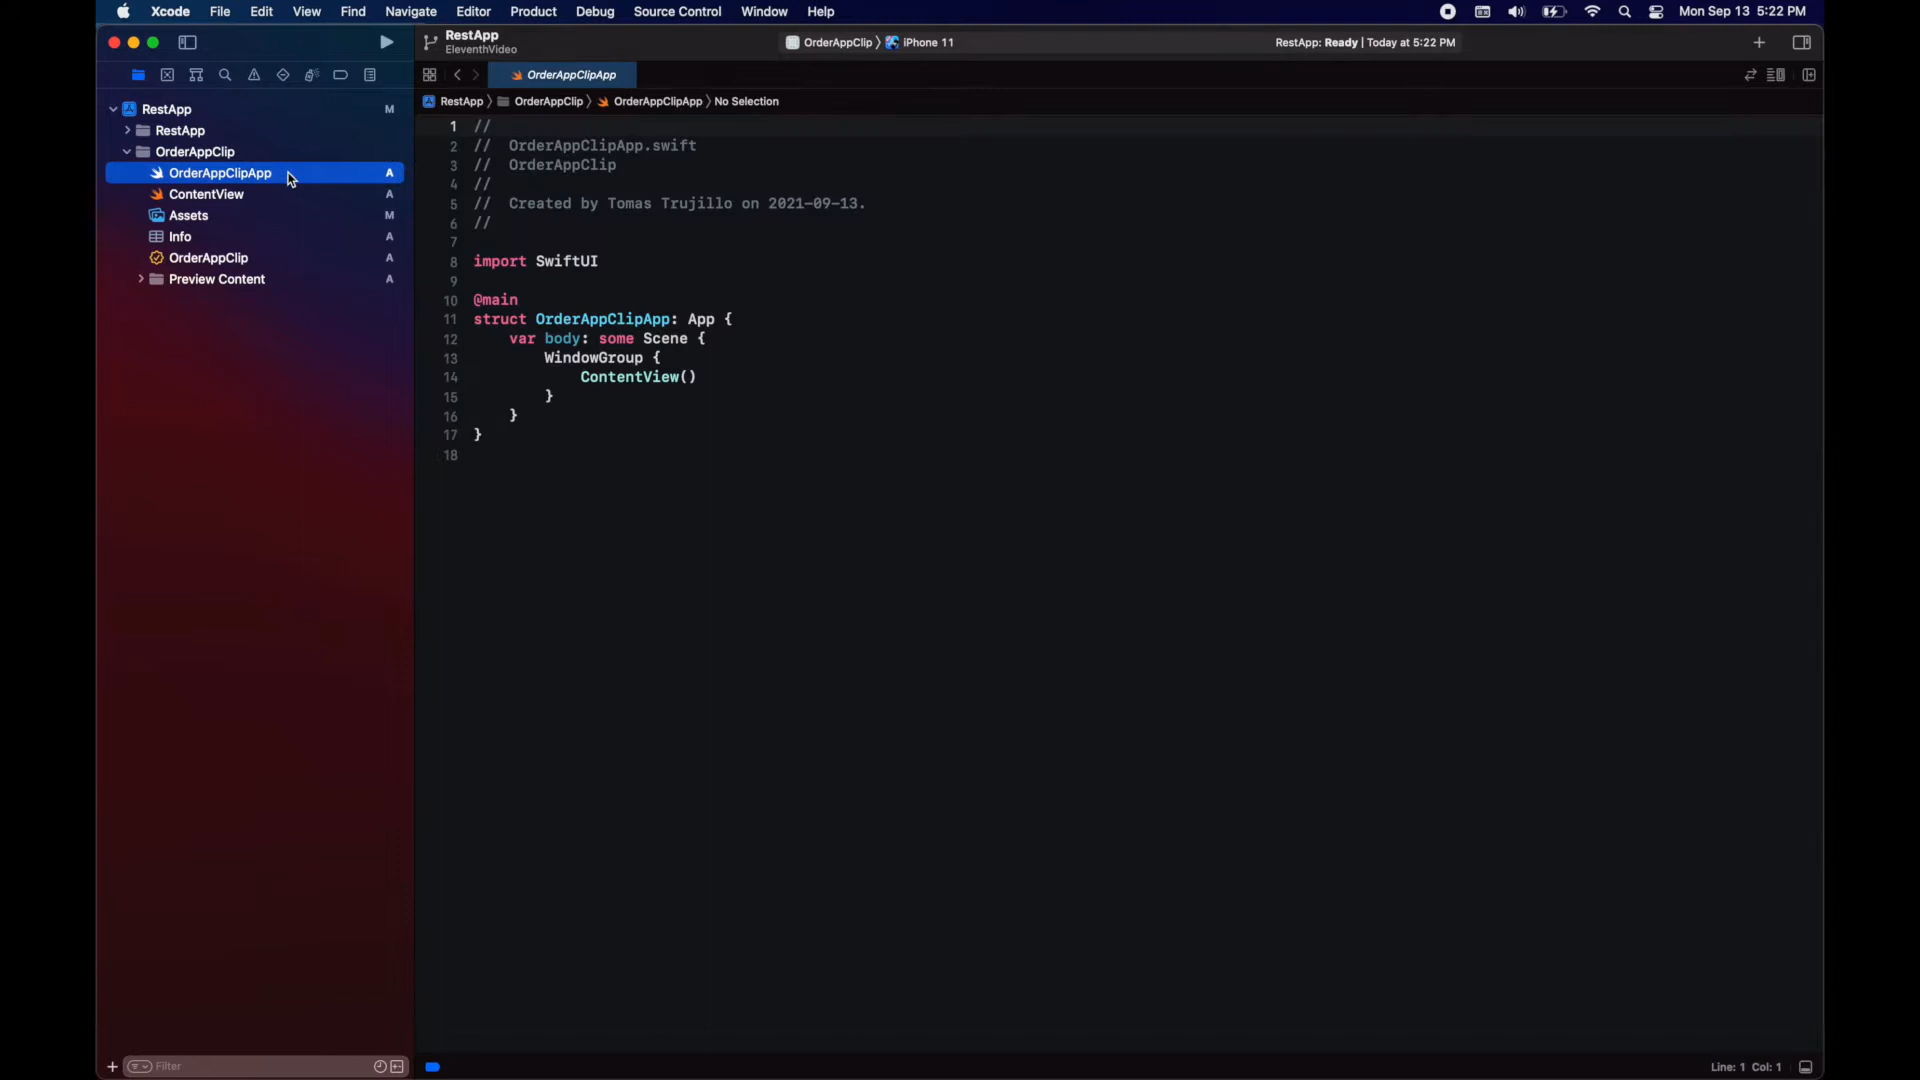 Xcode File Edit View Find Navigate Editor Product Debug Source Control Window Help Mon Sep 13 5:22 PM
RestApp
EleventhVideo
OrderAppClip iPhone 11
RestApp: Ready | Today at 5:22 PM
OrderAppClipApp
RestApp OrderAppClip OrderAppClipApp No Selection
RestApp M
RestApp
OrderAppClip
OrderAppClipApp A
ContentView A
Assets M
Info A
OrderAppClip A
Preview Content A
1 //
2 // OrderAppClipApp.swift
3 // OrderAppClip
4 //
5 // Created by Tomas Trujillo on 2021-09-13.
6 //
7
8 import SwiftUI
9
10 @main
11 struct OrderAppClipApp: App {
12 var body: some Scene {
13 WindowGroup {
14 ContentView()
15 }
16 }
17 }
18
Filter
Line: 1 Col: 1